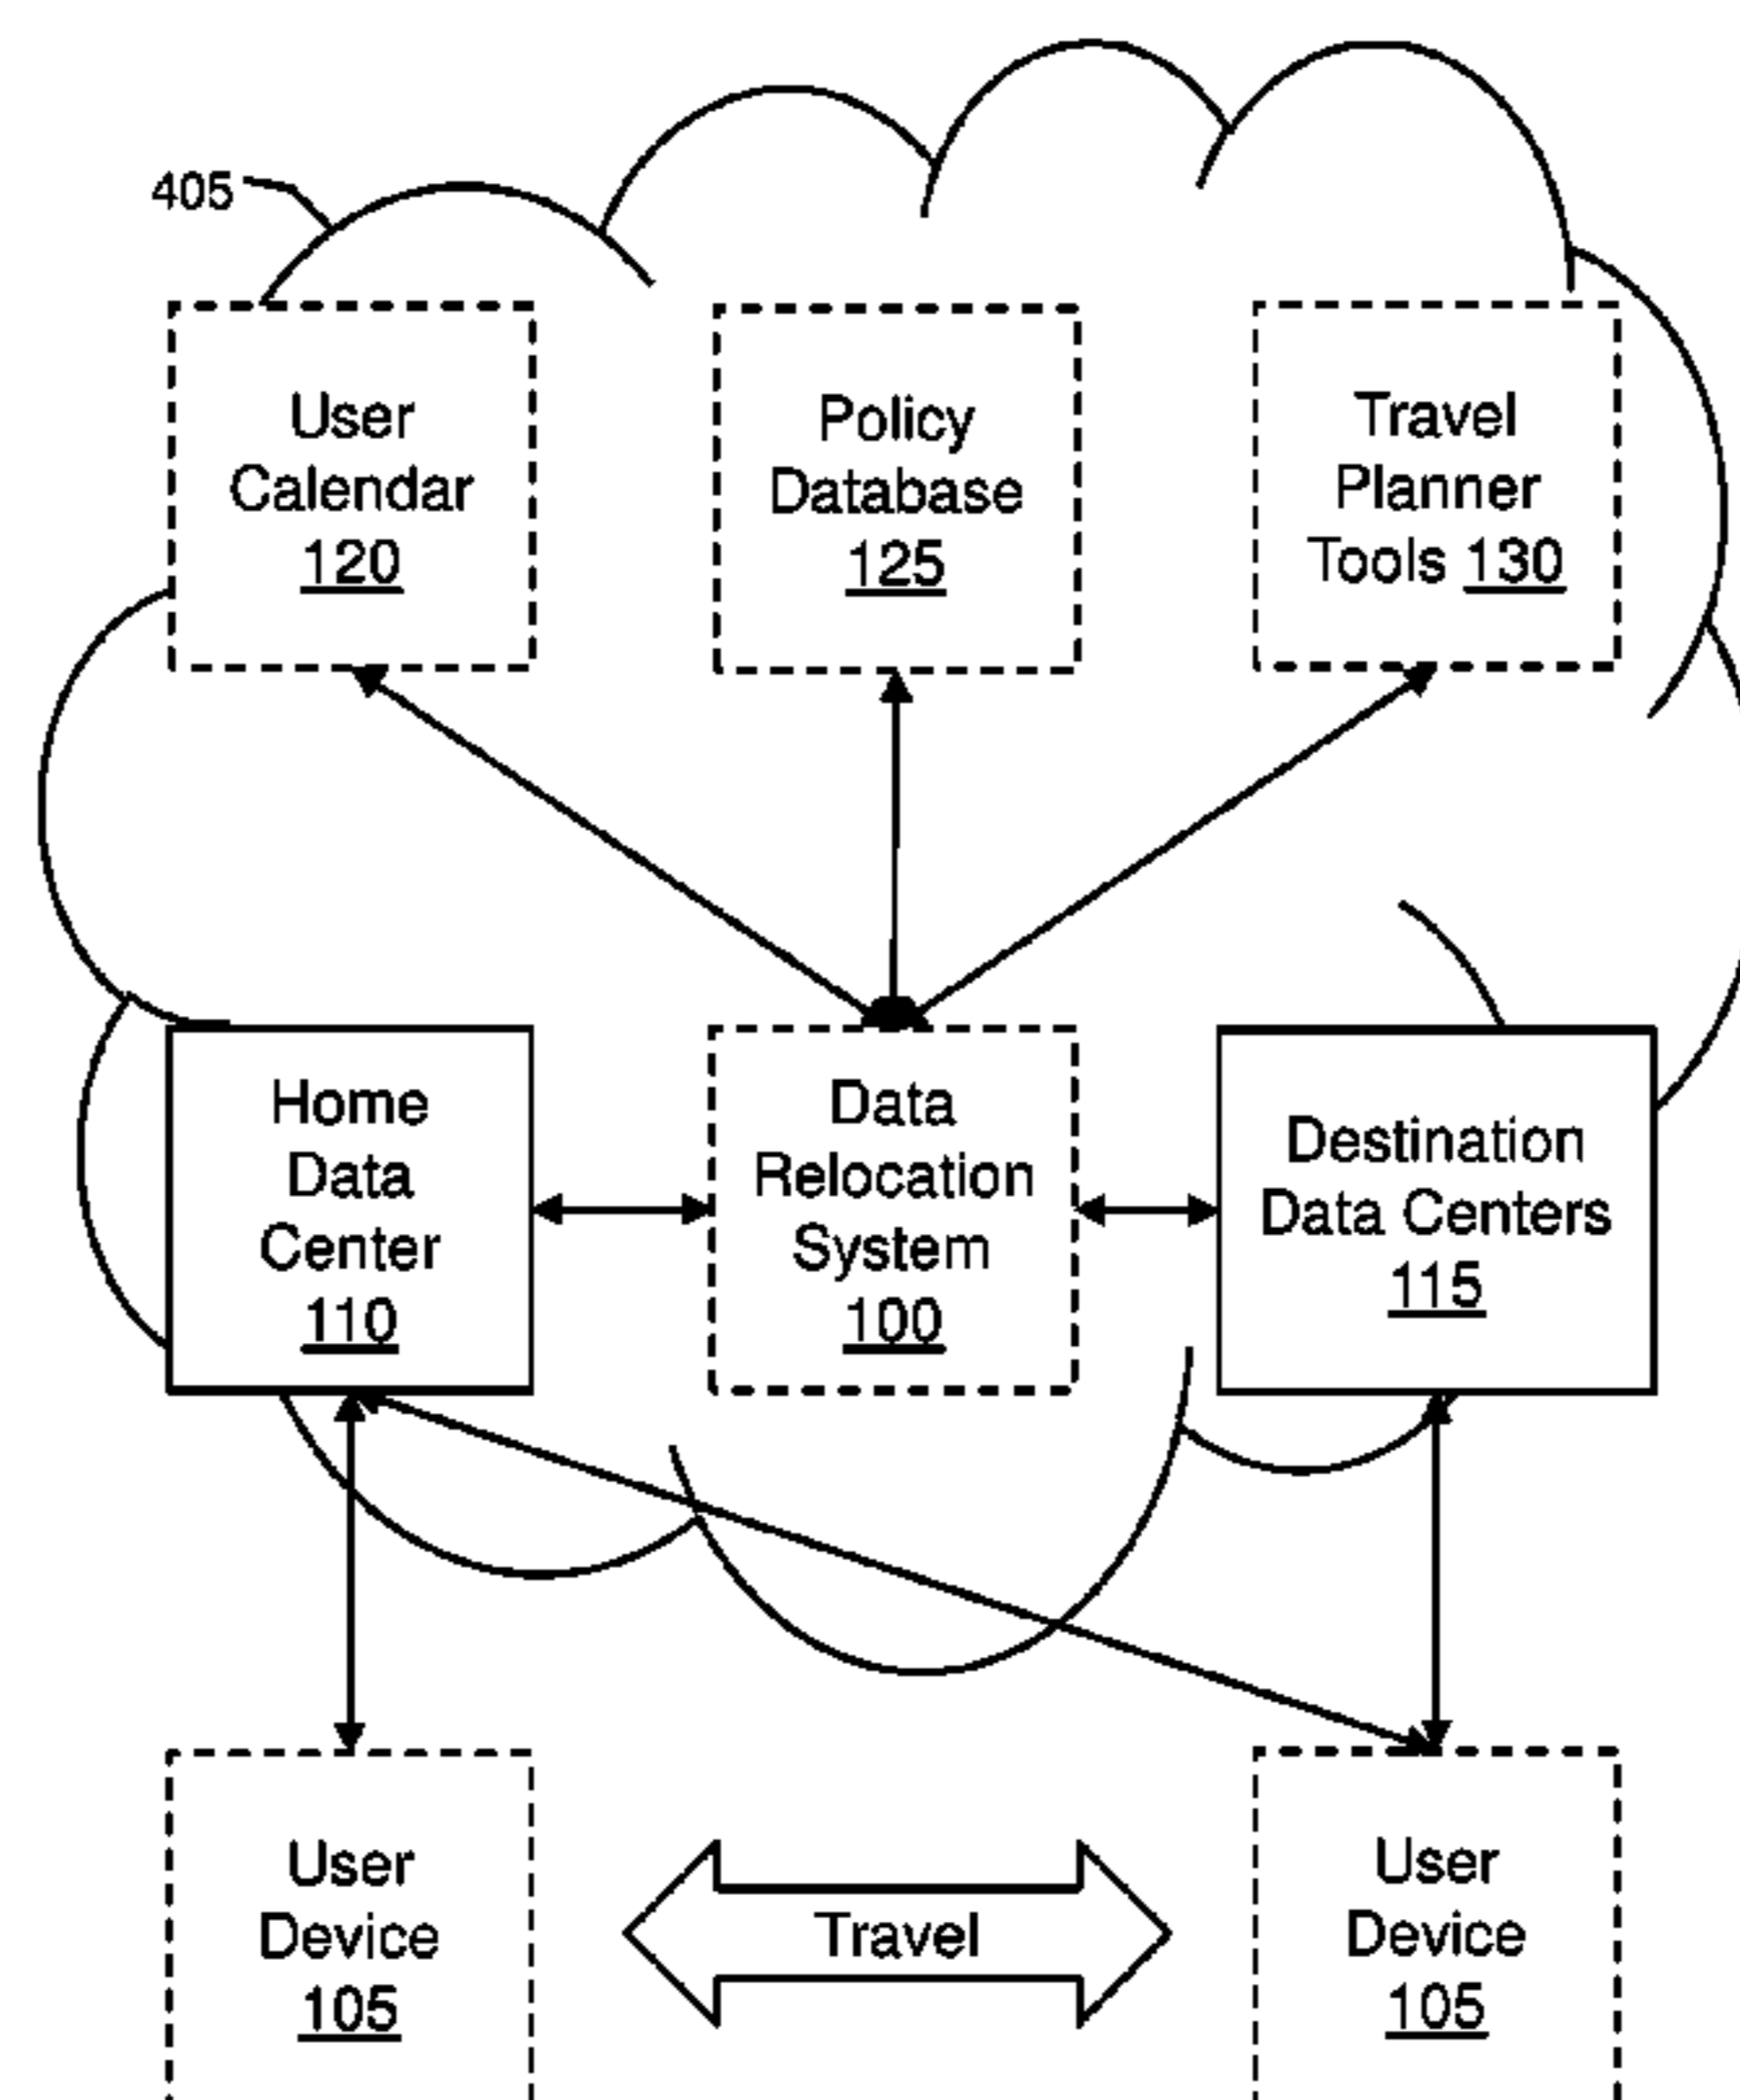 405
User
Calendar
120
Policy
Database
125
Travel
Planner
Tools 130
Home
Data
Center
110
Data
Relocation
System
100
Destination
Data Centers
115
User
Device
105
Travel
User
Device
105